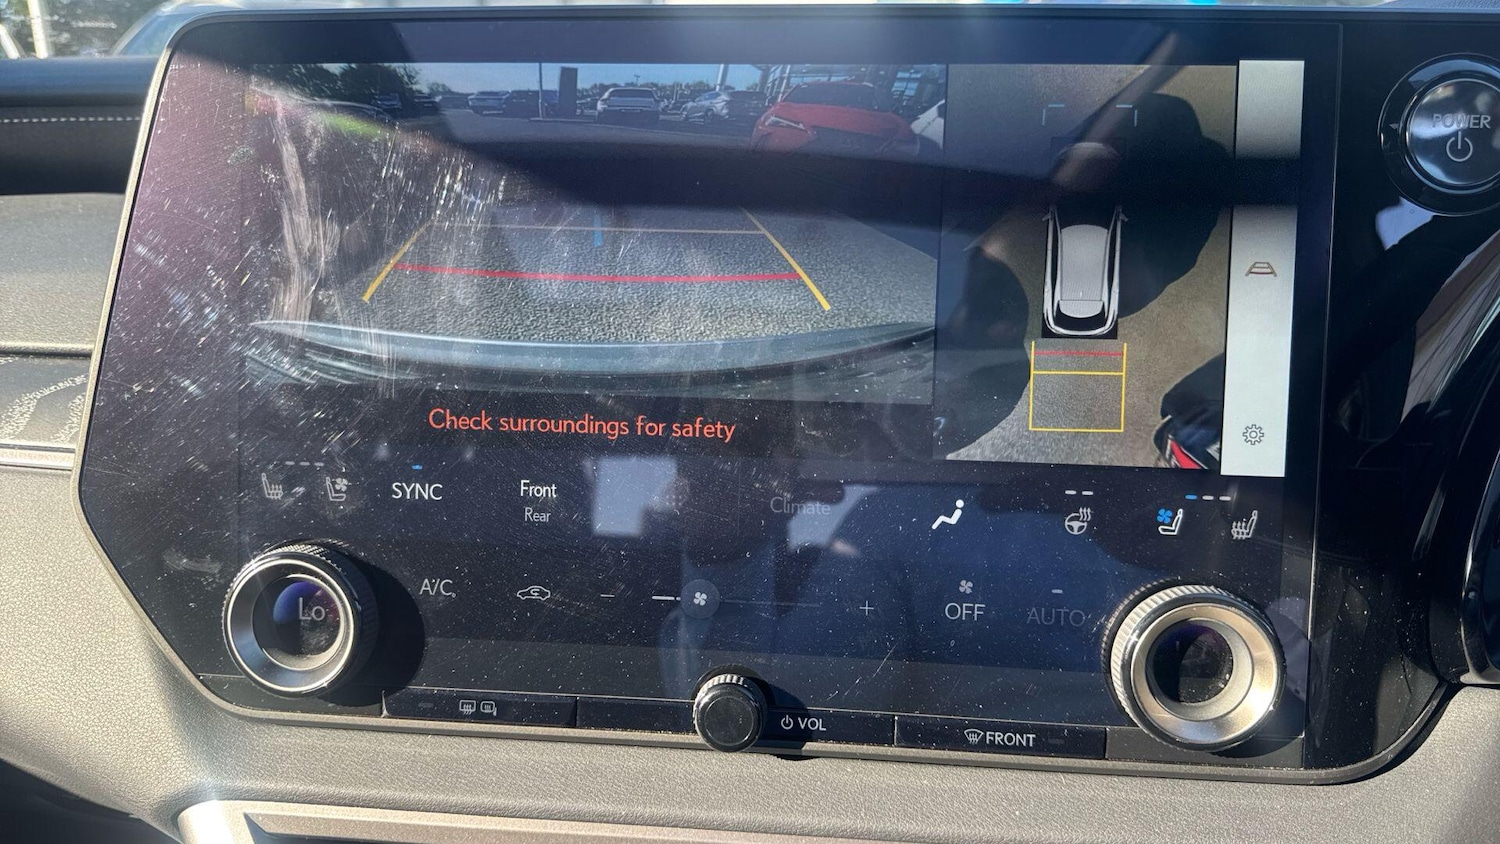 POWER
Check surroundings for safety
SYNC
Front
Rear
Climate
Lo
A/C
OFF
AUTO
VOL
FRONT